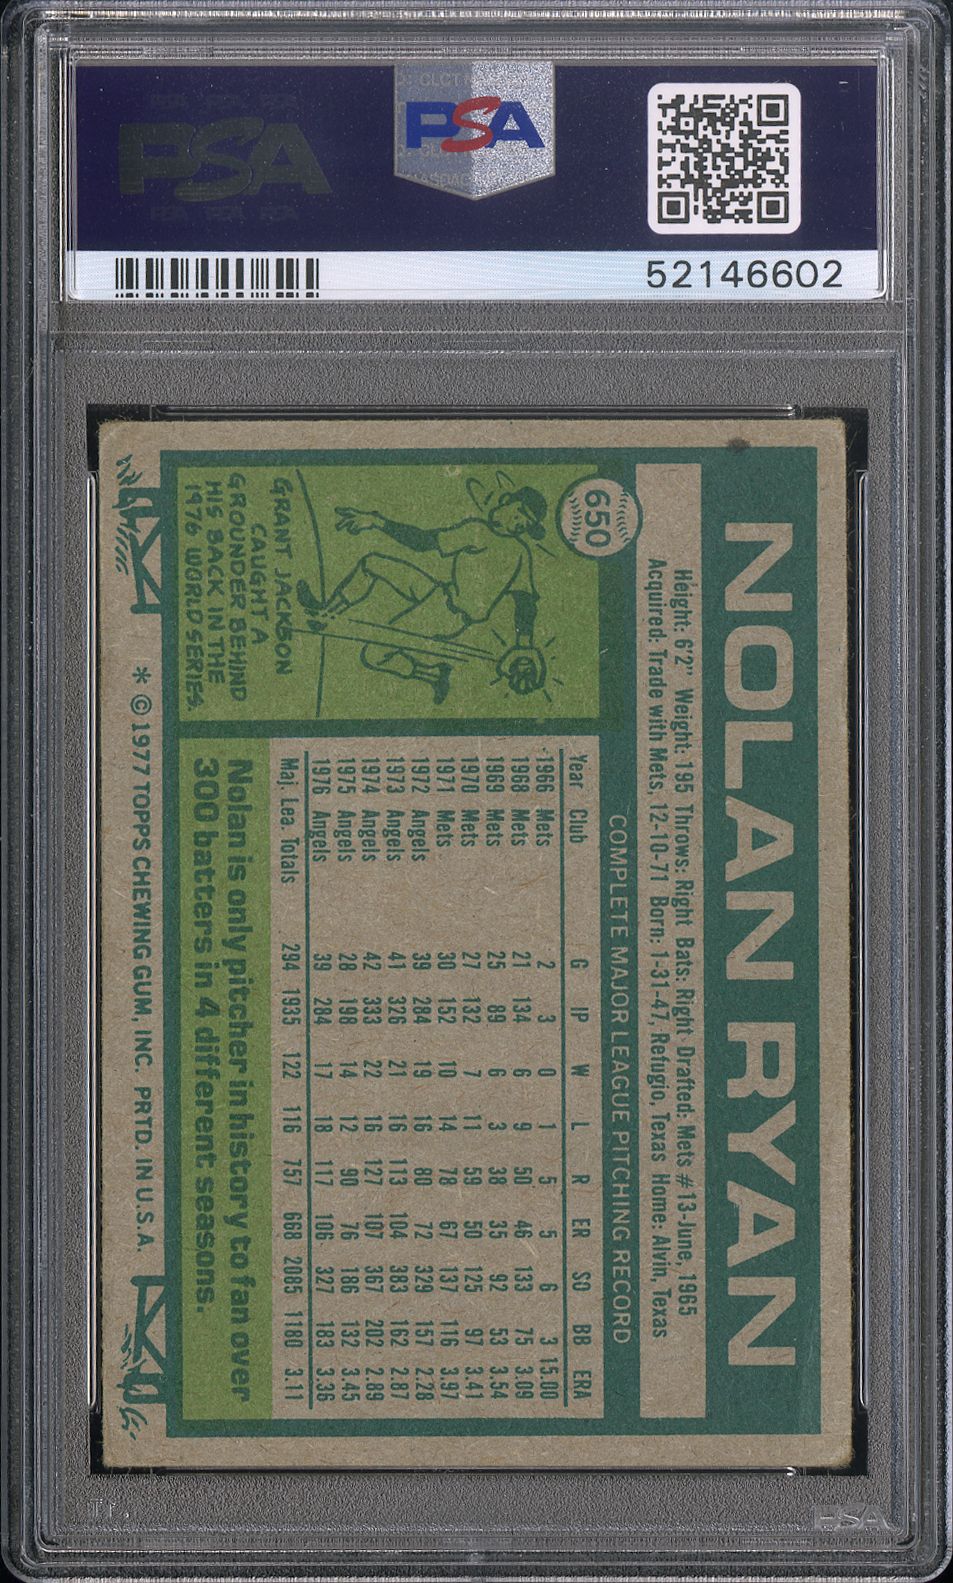 PSA
CLCT
PSA
52146602
NOLAN RYAN
650
Height: 6'2" Weight: 195 Throws: Right Bats: Right Drafted: Mets #13-June, 1965
Acquired: Trade with Mets, 12-10-71 Born: 1-31-47, Refugio, Texas Home: Alvin, Texas
COMPLETE MAJOR LEAGUE PITCHING RECORD
Year Club G IP W L R ER SO BB ERA
1966 Mets 2 3 0 1 5 5 6 3 15.00
1968 Mets 21 134 6 9 50 46 133 75 3.09
1969 Mets 25 89 6 3 38 35 92 53 3.54
1970 Mets 27 132 7 11 59 50 125 97 3.41
1971 Mets 30 152 10 14 78 67 137 116 3.97
1972 Angels 39 284 19 16 80 72 329 157 2.28
1973 Angels 41 326 21 16 113 104 383 162 2.87
1974 Angels 42 333 22 16 127 107 367 202 2.89
1975 Angels 28 198 14 12 90 76 186 132 3.45
1976 Angels 39 284 17 18 117 106 327 183 3.36
Maj. Lea. Totals 294 1935 122 116 757 668 2085 1180 3.11
GRANT JACKSON
CAUGHT A
GROUNDER BEHIND
HIS BACK IN THE
1976 WORLD SERIES.
Nolan is only pitcher in history to fan over
300 batters in 4 different seasons.
* © 1977 TOPPS CHEWING GUM, INC. PRTD. IN U.S.A.
PSA